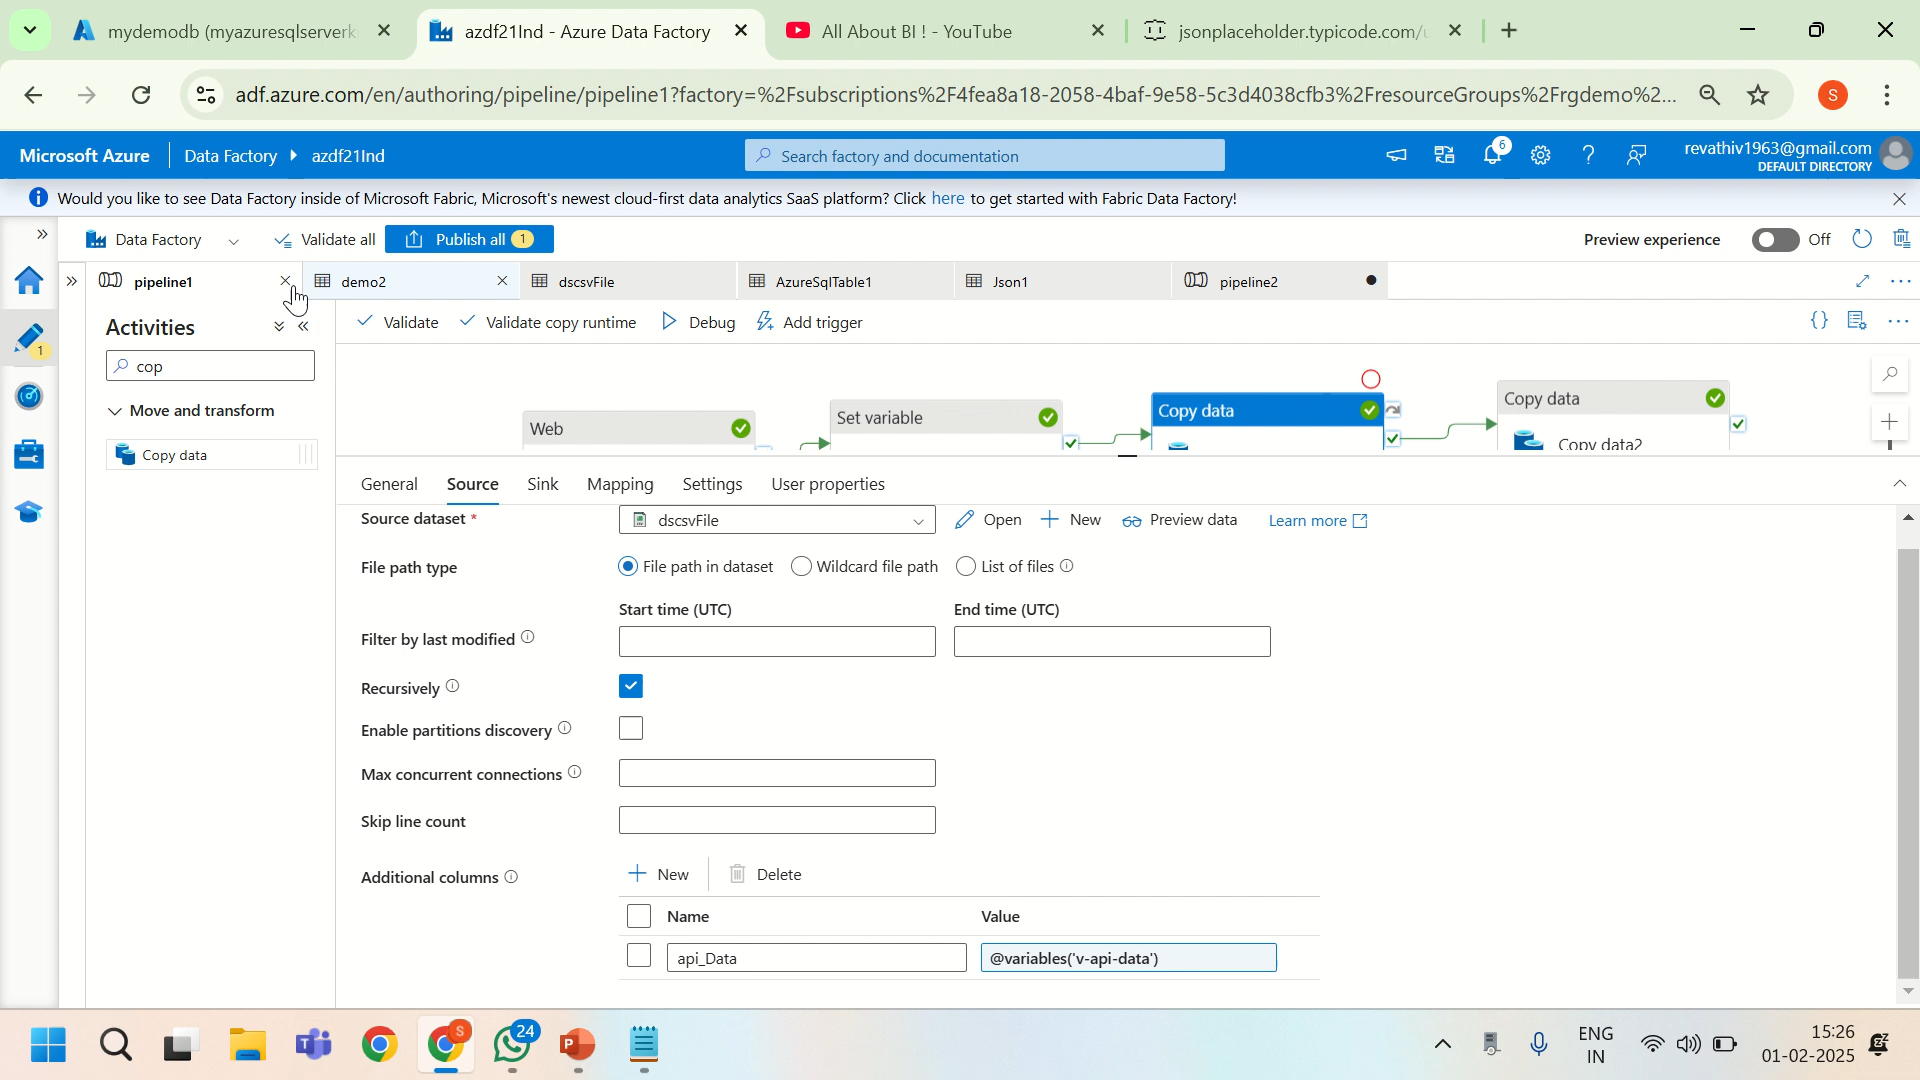 mydemodb (myazuresqlserverk
azdf21Ind - Azure Data Factory
All About BI ! - YouTube
jsonplaceholder.typicode.com/u
adf.azure.com/en/authoring/pipeline/pipeline1?factory=%2Fsubscriptions%2F4fea8a18-2058-4baf-9e58-5c3d4038cfb3%2FresourceGroups%2Frgdemo%2...
S
Microsoft Azure
Data Factory
azdf21Ind
Search factory and documentation
6
revathiv1963@gmail.com
DEFAULT DIRECTORY
Would you like to see Data Factory inside of Microsoft Fabric, Microsoft's newest cloud-first data analytics SaaS platform? Click here to get started with Fabric Data Factory!
Data Factory
Validate all
Publish all 1
Preview experience
Off
pipeline1
demo2
dscsvFile
AzureSqlTable1
Json1
pipeline2
1
Activities
cop
Move and transform
Copy data
Validate
Validate copy runtime
Debug
Add trigger
Web
Set variable
Copy data
Copy data
Copy data2
General
Source
Sink
Mapping
Settings
User properties
Source dataset *
dscsvFile
Open
New
Preview data
Learn more
File path type
File path in dataset
Wildcard file path
List of files
Start time (UTC)
End time (UTC)
Filter by last modified
Recursively
Enable partitions discovery
Max concurrent connections
Skip line count
Additional columns
New
Delete
Name
Value
api_Data
@variables('v-api-data')
S
24
P
ENG
IN
15:26
01-02-2025